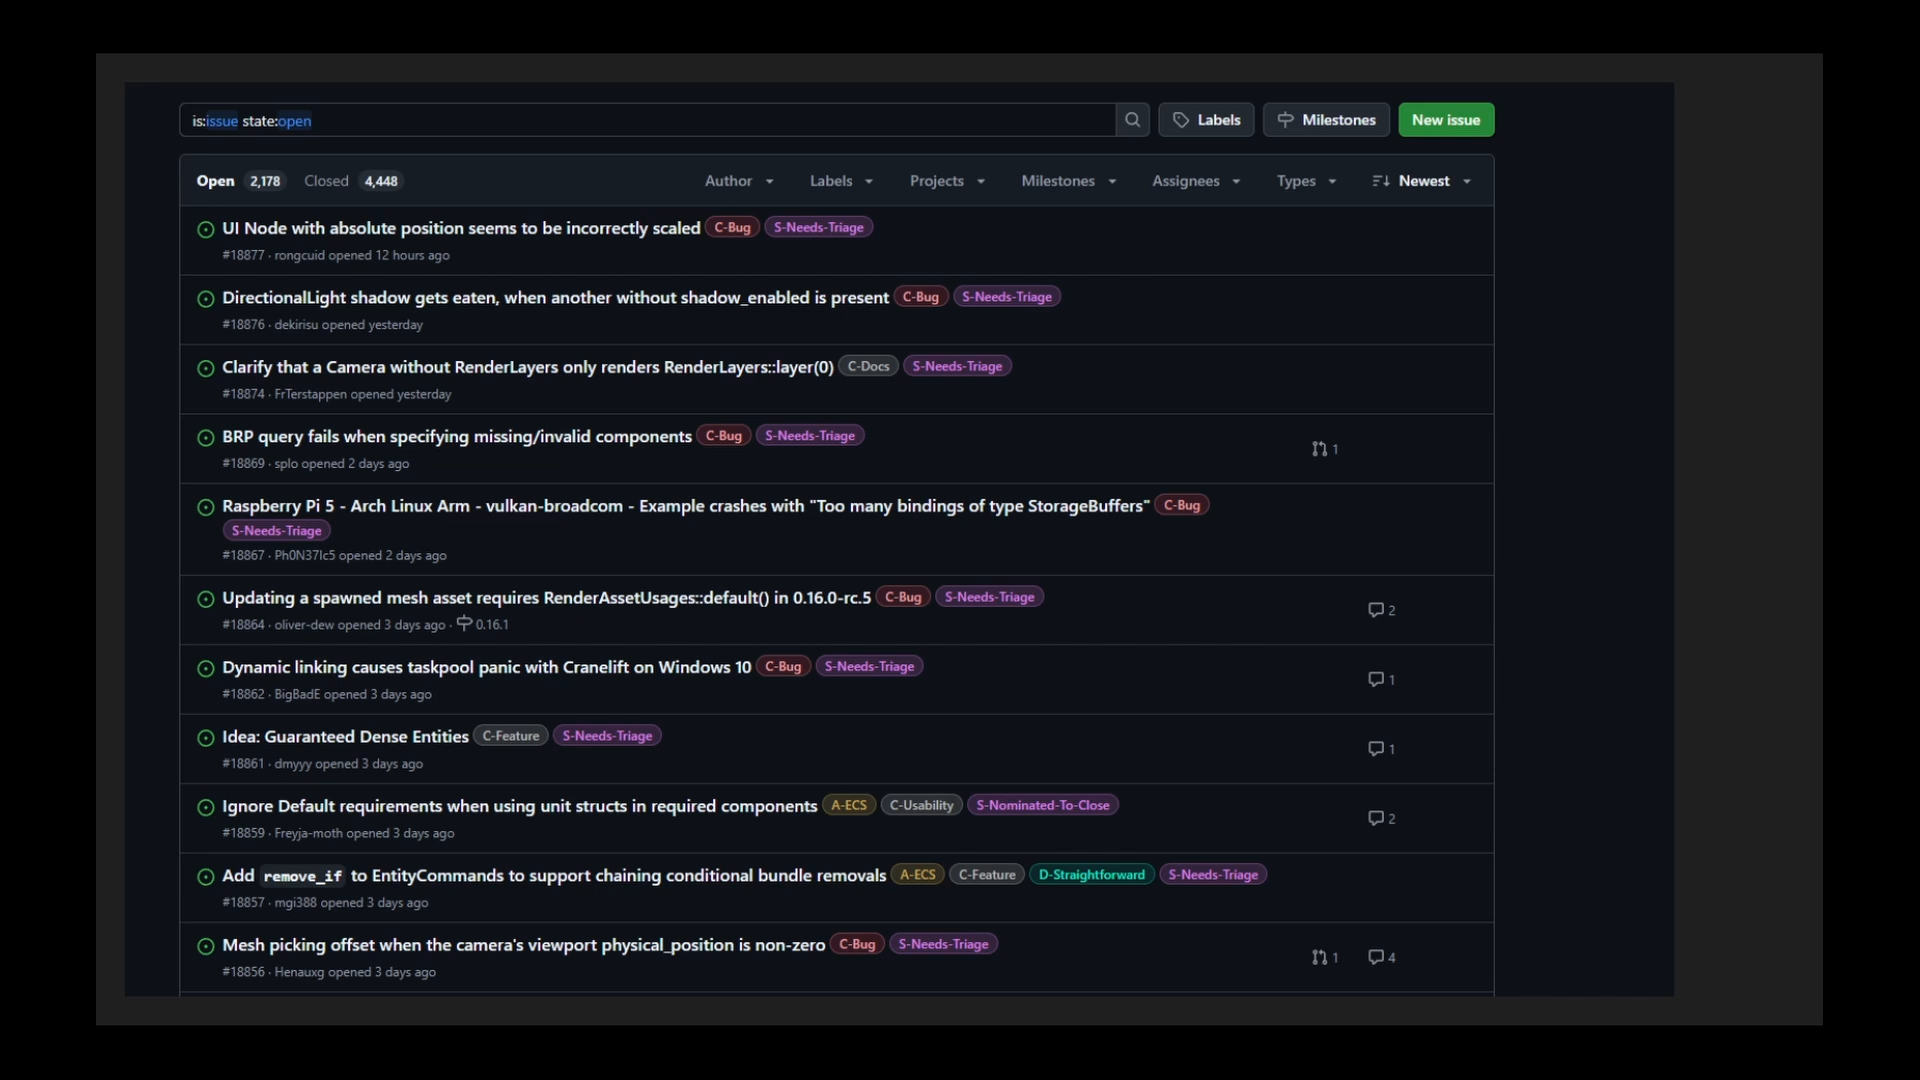 is:issue state:open
Labels
Milestones
New issue
Open 2,178 Closed 4,448 Author Labels Projects Milestones Assignees Types Newest
UI Node with absolute position seems to be incorrectly scaled C-Bug S-Needs-Triage
#18877 · rongcuid opened 12 hours ago
DirectionalLight shadow gets eaten, when another without shadow_enabled is present C-Bug S-Needs-Triage
#18876 · dekirisu opened yesterday
Clarify that a Camera without RenderLayers only renders RenderLayers::layer(0) C-Docs S-Needs-Triage
#18874 · FrTerstappen opened yesterday
BRP query fails when specifying missing/invalid components C-Bug S-Needs-Triage
1
#18869 · splo opened 2 days ago
Raspberry Pi 5 - Arch Linux Arm - vulkan-broadcom - Example crashes with "Too many bindings of type StorageBuffers" C-Bug
S-Needs-Triage
#18867 · Ph0N37Ic5 opened 2 days ago
Updating a spawned mesh asset requires RenderAssetUsages::default() in 0.16.0-rc.5 C-Bug S-Needs-Triage
2
#18864 · oliver-dew opened 3 days ago · 0.16.1
Dynamic linking causes taskpool panic with Cranelift on Windows 10 C-Bug S-Needs-Triage
1
#18862 · BigBadE opened 3 days ago
Idea: Guaranteed Dense Entities C-Feature S-Needs-Triage
1
#18861 · dmyyy opened 3 days ago
Ignore Default requirements when using unit structs in required components A-ECS C-Usability S-Nominated-To-Close
2
#18859 · Freyja-moth opened 3 days ago
Add remove_if to EntityCommands to support chaining conditional bundle removals A-ECS C-Feature D-Straightforward S-Needs-Triage
#18857 · mgi388 opened 3 days ago
Mesh picking offset when the camera's viewport physical_position is non-zero C-Bug S-Needs-Triage
1 4
#18856 · Henauxg opened 3 days ago